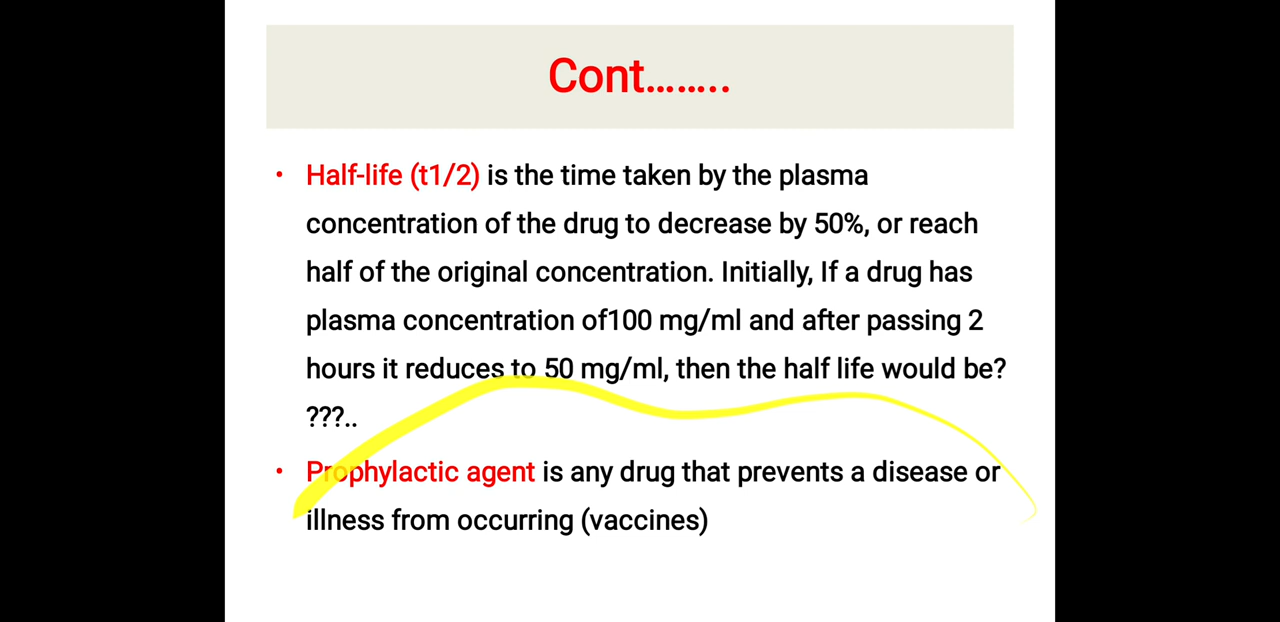 Cont……..
• Half-life (t1/2) is the time taken by the plasma
concentration of the drug to decrease by 50%, or reach
half of the original concentration. Initially, If a drug has
plasma concentration of100 mg/ml and after passing 2
hours it reduces to 50 mg/ml, then the half life would be?
???..
• Prophylactic agent is any drug that prevents a disease or
illness from occurring (vaccines)